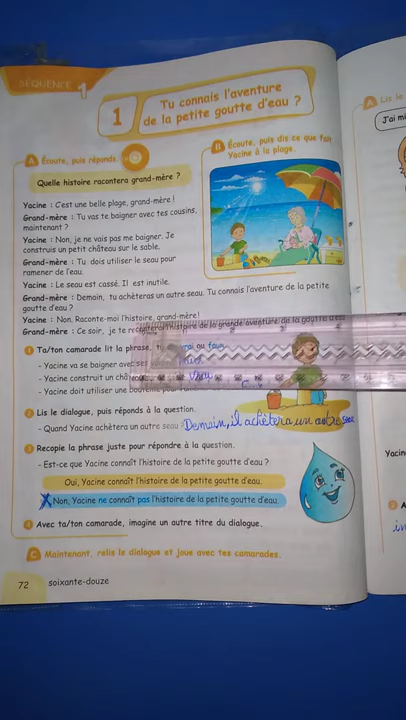 SÉQUENCE 1
1 Tu connais l'aventure
de la petite goutte d'eau ?
A Écoute, puis réponds.
Quelle histoire racontera grand-mère ?
B Écoute, puis dis ce que fait
Yacine à la plage.
Yacine : C'est une belle plage, grand-mère !
Grand-mère : Tu vas te baigner avec tes cousins,
maintenant ?
Yacine : Non, je ne vais pas me baigner. Je
construis un petit château sur le sable.
Grand-mère : Tu dois utiliser le seau pour
ramener de l'eau.
Yacine : Le seau est cassé. Il est inutile.
Grand-mère : Demain, tu achèteras un autre seau. Tu connais l'aventure de la petite
goutte d'eau ?
Yacine : Non. Raconte-moi l'histoire, grand-mère!
Grand-mère : Ce soir, je te raconterai l'histoire de la grande aventure de la goutte d'eau
1 Ta/ton camarade lit la phrase, tu vrai ou faux
- Yacine va se baigner avec ses faux
- Yacine construit un château vrai
- Yacine doit utiliser une bouteille pour
2 Lis le dialogue, puis réponds à la question.
- Quand Yacine achètera un autre seau Demain, il achètera un autre seau
3 Recopie la phrase juste pour répondre à la question.
- Est-ce que Yacine connaît l'histoire de la petite goutte d'eau ?
Oui, Yacine connaît l'histoire de la petite goutte d'eau.
X Non, Yacine ne connaît pas l'histoire de la petite goutte d'eau.
4 Avec ta/ton camarade, imagine un autre titre du dialogue.
C Maintenant, relis le dialogue et joue avec tes camarades.
72 soixante-douze
A Lis le
J'ai mi
Yacin
2 A